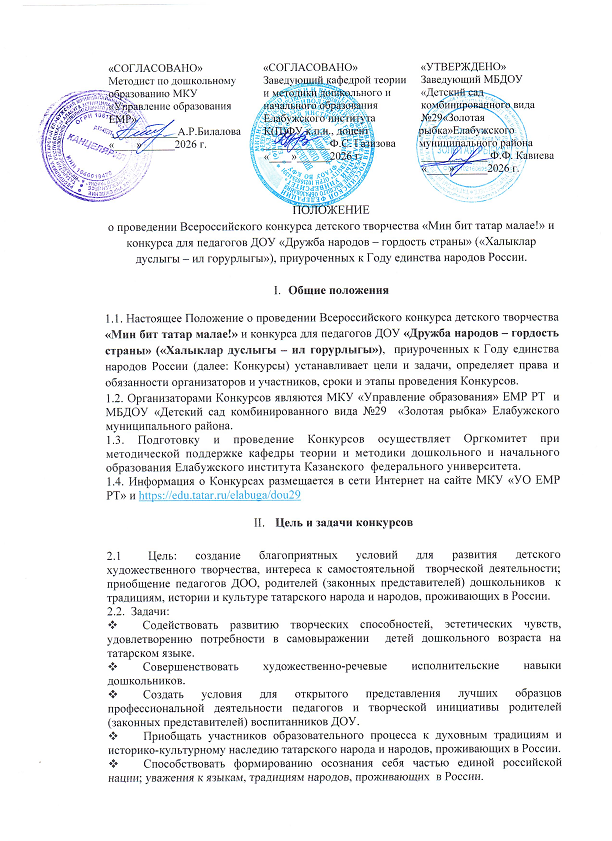 «СОГЛАСОВАНО»
Методист по дошкольному
образованию МКУ
«Управление образования
ЕМР»
А.Р.Билалова
«___»________2026 г.
«СОГЛАСОВАНО»
Заведующий кафедрой теории
и методики дошкольного и
начального образования
Елабужского института
К(П)ФУ к.п.н., доцент
Ф.С. Газизова
«___»________2026 г.
«УТВЕРЖДЕНО»
Заведующий МБДОУ
«Детский сад
комбинированного вида
№29«Золотая
рыбка»Елабужского
муниципального района
Ф.Ф. Кавиева
«___»________2026 г.
КАНЦЕЛЯРИЯ
ПОЛОЖЕНИЕ
о проведении Всероссийского конкурса детского творчества «Мин бит татар малае!» и
конкурса для педагогов ДОУ «Дружба народов – гордость страны» («Халыклар
дуслыгы – ил горурлыгы»), приуроченных к Году единства народов России.
I. Общие положения
1.1. Настоящее Положение о проведении Всероссийского конкурса детского творчества
«Мин бит татар малае!» и конкурса для педагогов ДОУ «Дружба народов – гордость
страны» («Халыклар дуслыгы – ил горурлыгы»), приуроченных к Году единства
народов России (далее: Конкурсы) устанавливает цели и задачи, определяет права и
обязанности организаторов и участников, сроки и этапы проведения Конкурсов.
1.2. Организаторами Конкурсов являются МКУ «Управление образования» ЕМР РТ и
МБДОУ «Детский сад комбинированного вида №29 «Золотая рыбка» Елабужского
муниципального района.
1.3. Подготовку и проведение Конкурсов осуществляет Оргкомитет при
методической поддержке кафедры теории и методики дошкольного и начального
образования Елабужского института Казанского федерального университета.
1.4. Информация о Конкурсах размещается в сети Интернет на сайте МКУ «УО ЕМР
РТ» и https://edu.tatar.ru/elabuga/dou29
II. Цель и задачи конкурсов
2.1 Цель: создание благоприятных условий для развития детского
художественного творчества, интереса к самостоятельной творческой деятельности;
приобщение педагогов ДОО, родителей (законных представителей) дошкольников к
традициям, истории и культуре татарского народа и народов, проживающих в России.
2.2. Задачи:
❖ Содействовать развитию творческих способностей, эстетических чувств,
удовлетворению потребности в самовыражении детей дошкольного возраста на
татарском языке.
❖ Совершенствовать художественно-речевые исполнительские навыки
дошкольников.
❖ Создать условия для открытого представления лучших образцов
профессиональной деятельности педагогов и творческой инициативы родителей
(законных представителей) воспитанников ДОУ.
❖ Приобщать участников образовательного процесса к духовным традициям и
историко-культурному наследию татарского народа и народов, проживающих в России.
❖ Способствовать формированию осознания себя частью единой российской
нации; уважения к языкам, традициям народов, проживающих в России.